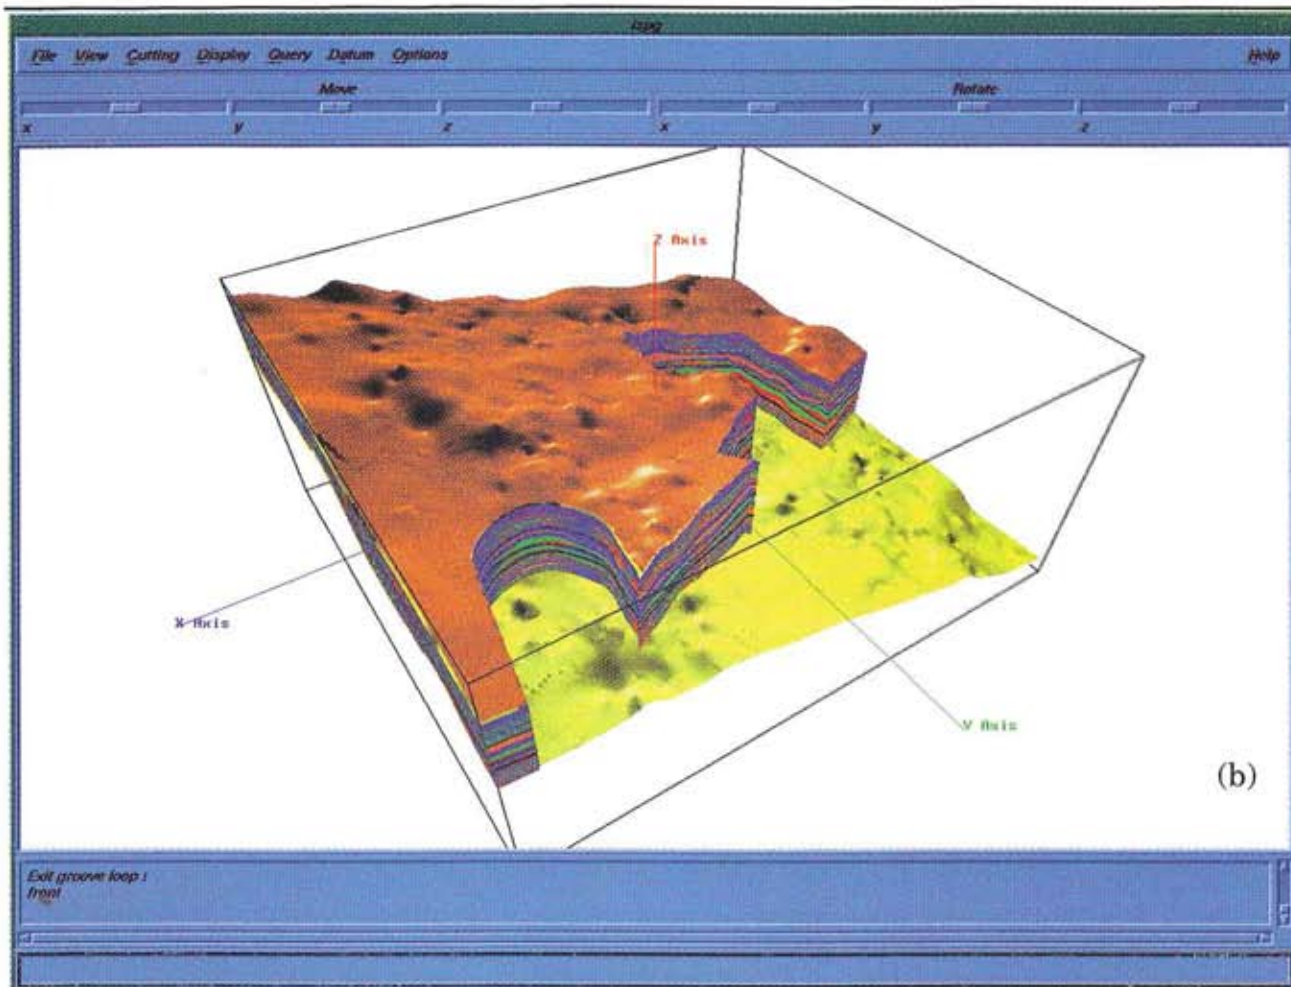 File View Cutting Display Query Datum Options Help
Move Rotate
x y z x y z
Z Axis
X Axis
Y Axis
(b)
Exit groove loop :
front